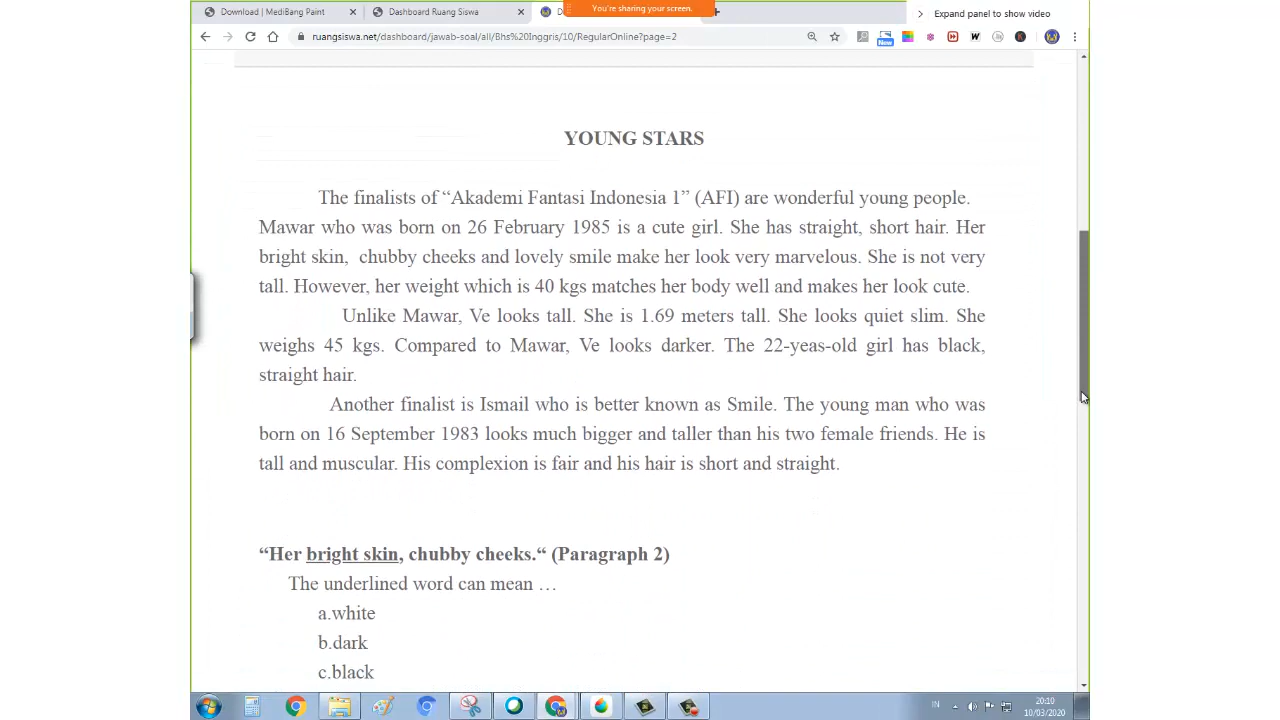 You're sharing your screen.
Expand panel to show video
Download | MediBang Paint
Dashboard Ruang Siswa
ruangsiswa.net/dashboard/jawab-soal/all/Bhs%20Inggris/10/RegularOnline?page=2
New
YOUNG STARS
The finalists of “Akademi Fantasi Indonesia 1” (AFI) are wonderful young people.
Mawar who was born on 26 February 1985 is a cute girl. She has straight, short hair. Her
bright skin, chubby cheeks and lovely smile make her look very marvelous. She is not very
tall. However, her weight which is 40 kgs matches her body well and makes her look cute.
Unlike Mawar, Ve looks tall. She is 1.69 meters tall. She looks quiet slim. She
weighs 45 kgs. Compared to Mawar, Ve looks darker. The 22-yeas-old girl has black,
straight hair.
Another finalist is Ismail who is better known as Smile. The young man who was
born on 16 September 1983 looks much bigger and taller than his two female friends. He is
tall and muscular. His complexion is fair and his hair is short and straight.
“Her bright skin, chubby cheeks.“ (Paragraph 2)
The underlined word can mean …
a.white
b.dark
c.black
IN
20:10
10/03/2020